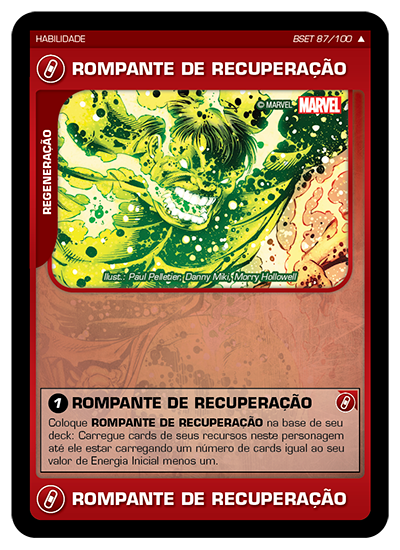 HABILIDADE
BSET 87/100 ▲
ROMPANTE DE RECUPERAÇÃO
REGENERAÇÃO
© MARVEL MARVEL
Ilust.: Paul Pelletier, Danny Miki, Morry Hollowell
1 ROMPANTE DE RECUPERAÇÃO
Coloque ROMPANTE DE RECUPERAÇÃO na base de seu
deck: Carregue cards de seus recursos neste personagem
até ele estar carregando um número de cards igual ao seu
valor de Energia Inicial menos um.
ROMPANTE DE RECUPERAÇÃO